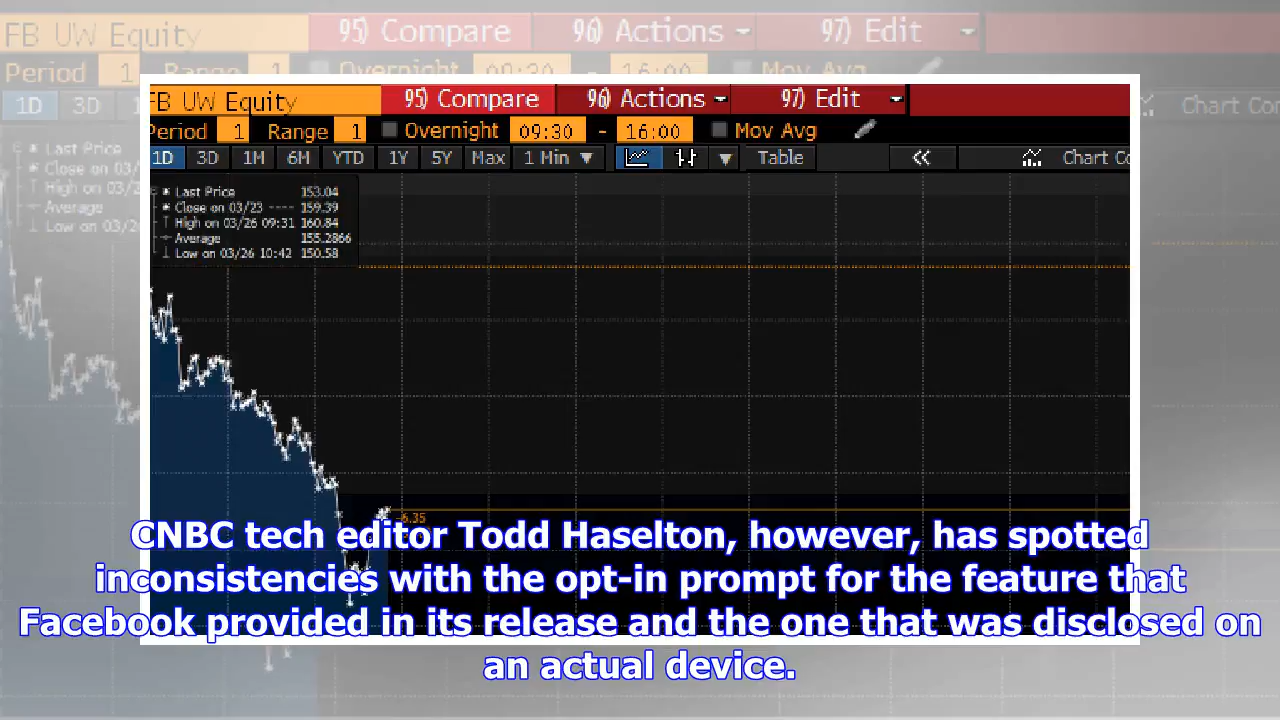 FB UW Equity 95) Compare 96) Actions 97) Edit
Period 1 Range 1 Overnight 09:30 - 16:00 Mov Avg
1D 3D 1M 6M YTD 1Y 5Y Max 1 Min Table « Chart Co
Last Price 153.04
Close on 03/23 ---- 159.39
High on 03/26 09:31 160.84
Average 155.2866
Low on 03/26 10:42 150.58
-6.35
CNBC tech editor Todd Haselton, however, has spotted
inconsistencies with the opt-in prompt for the feature that
Facebook provided in its release and the one that was disclosed on
an actual device.